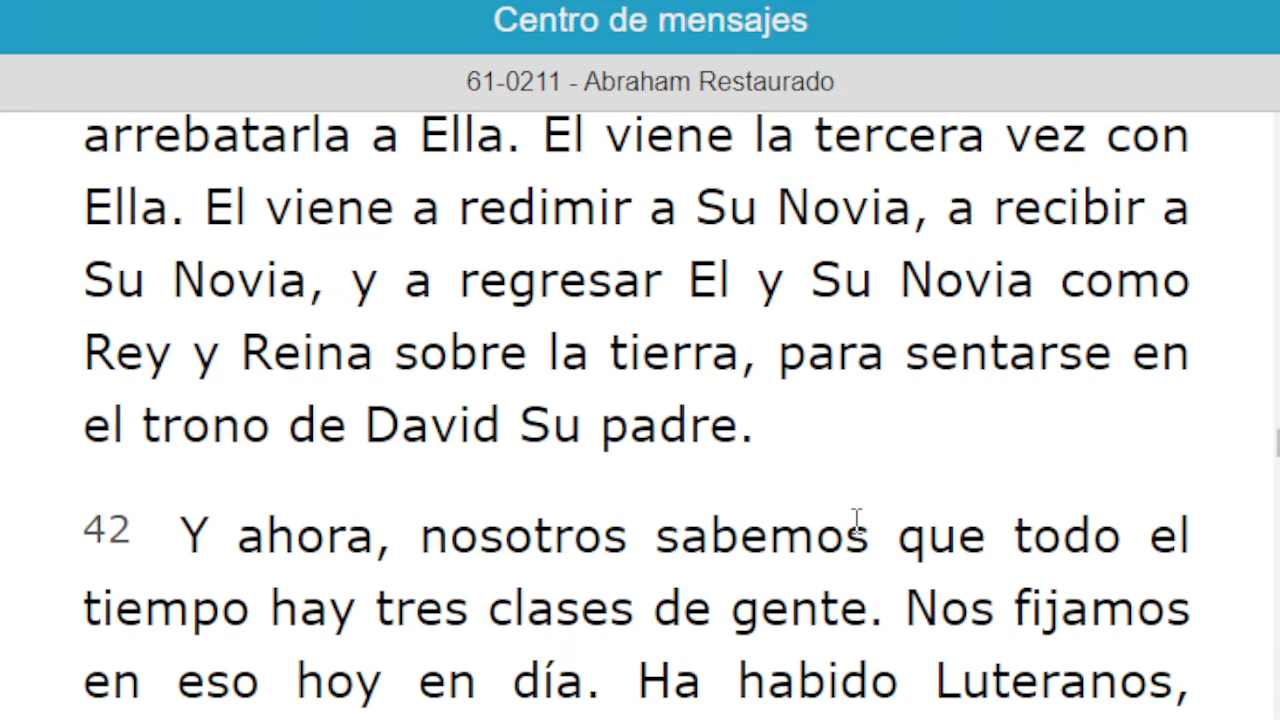 Centro de mensajes
61-0211 - Abraham Restaurado
arrebatarla a Ella. El viene la tercera vez con
Ella. El viene a redimir a Su Novia, a recibir a
Su Novia, y a regresar El y Su Novia como
Rey y Reina sobre la tierra, para sentarse en
el trono de David Su padre.
42 Y ahora, nosotros sabemos que todo el
tiempo hay tres clases de gente. Nos fijamos
en eso hoy en día. Ha habido Luteranos,